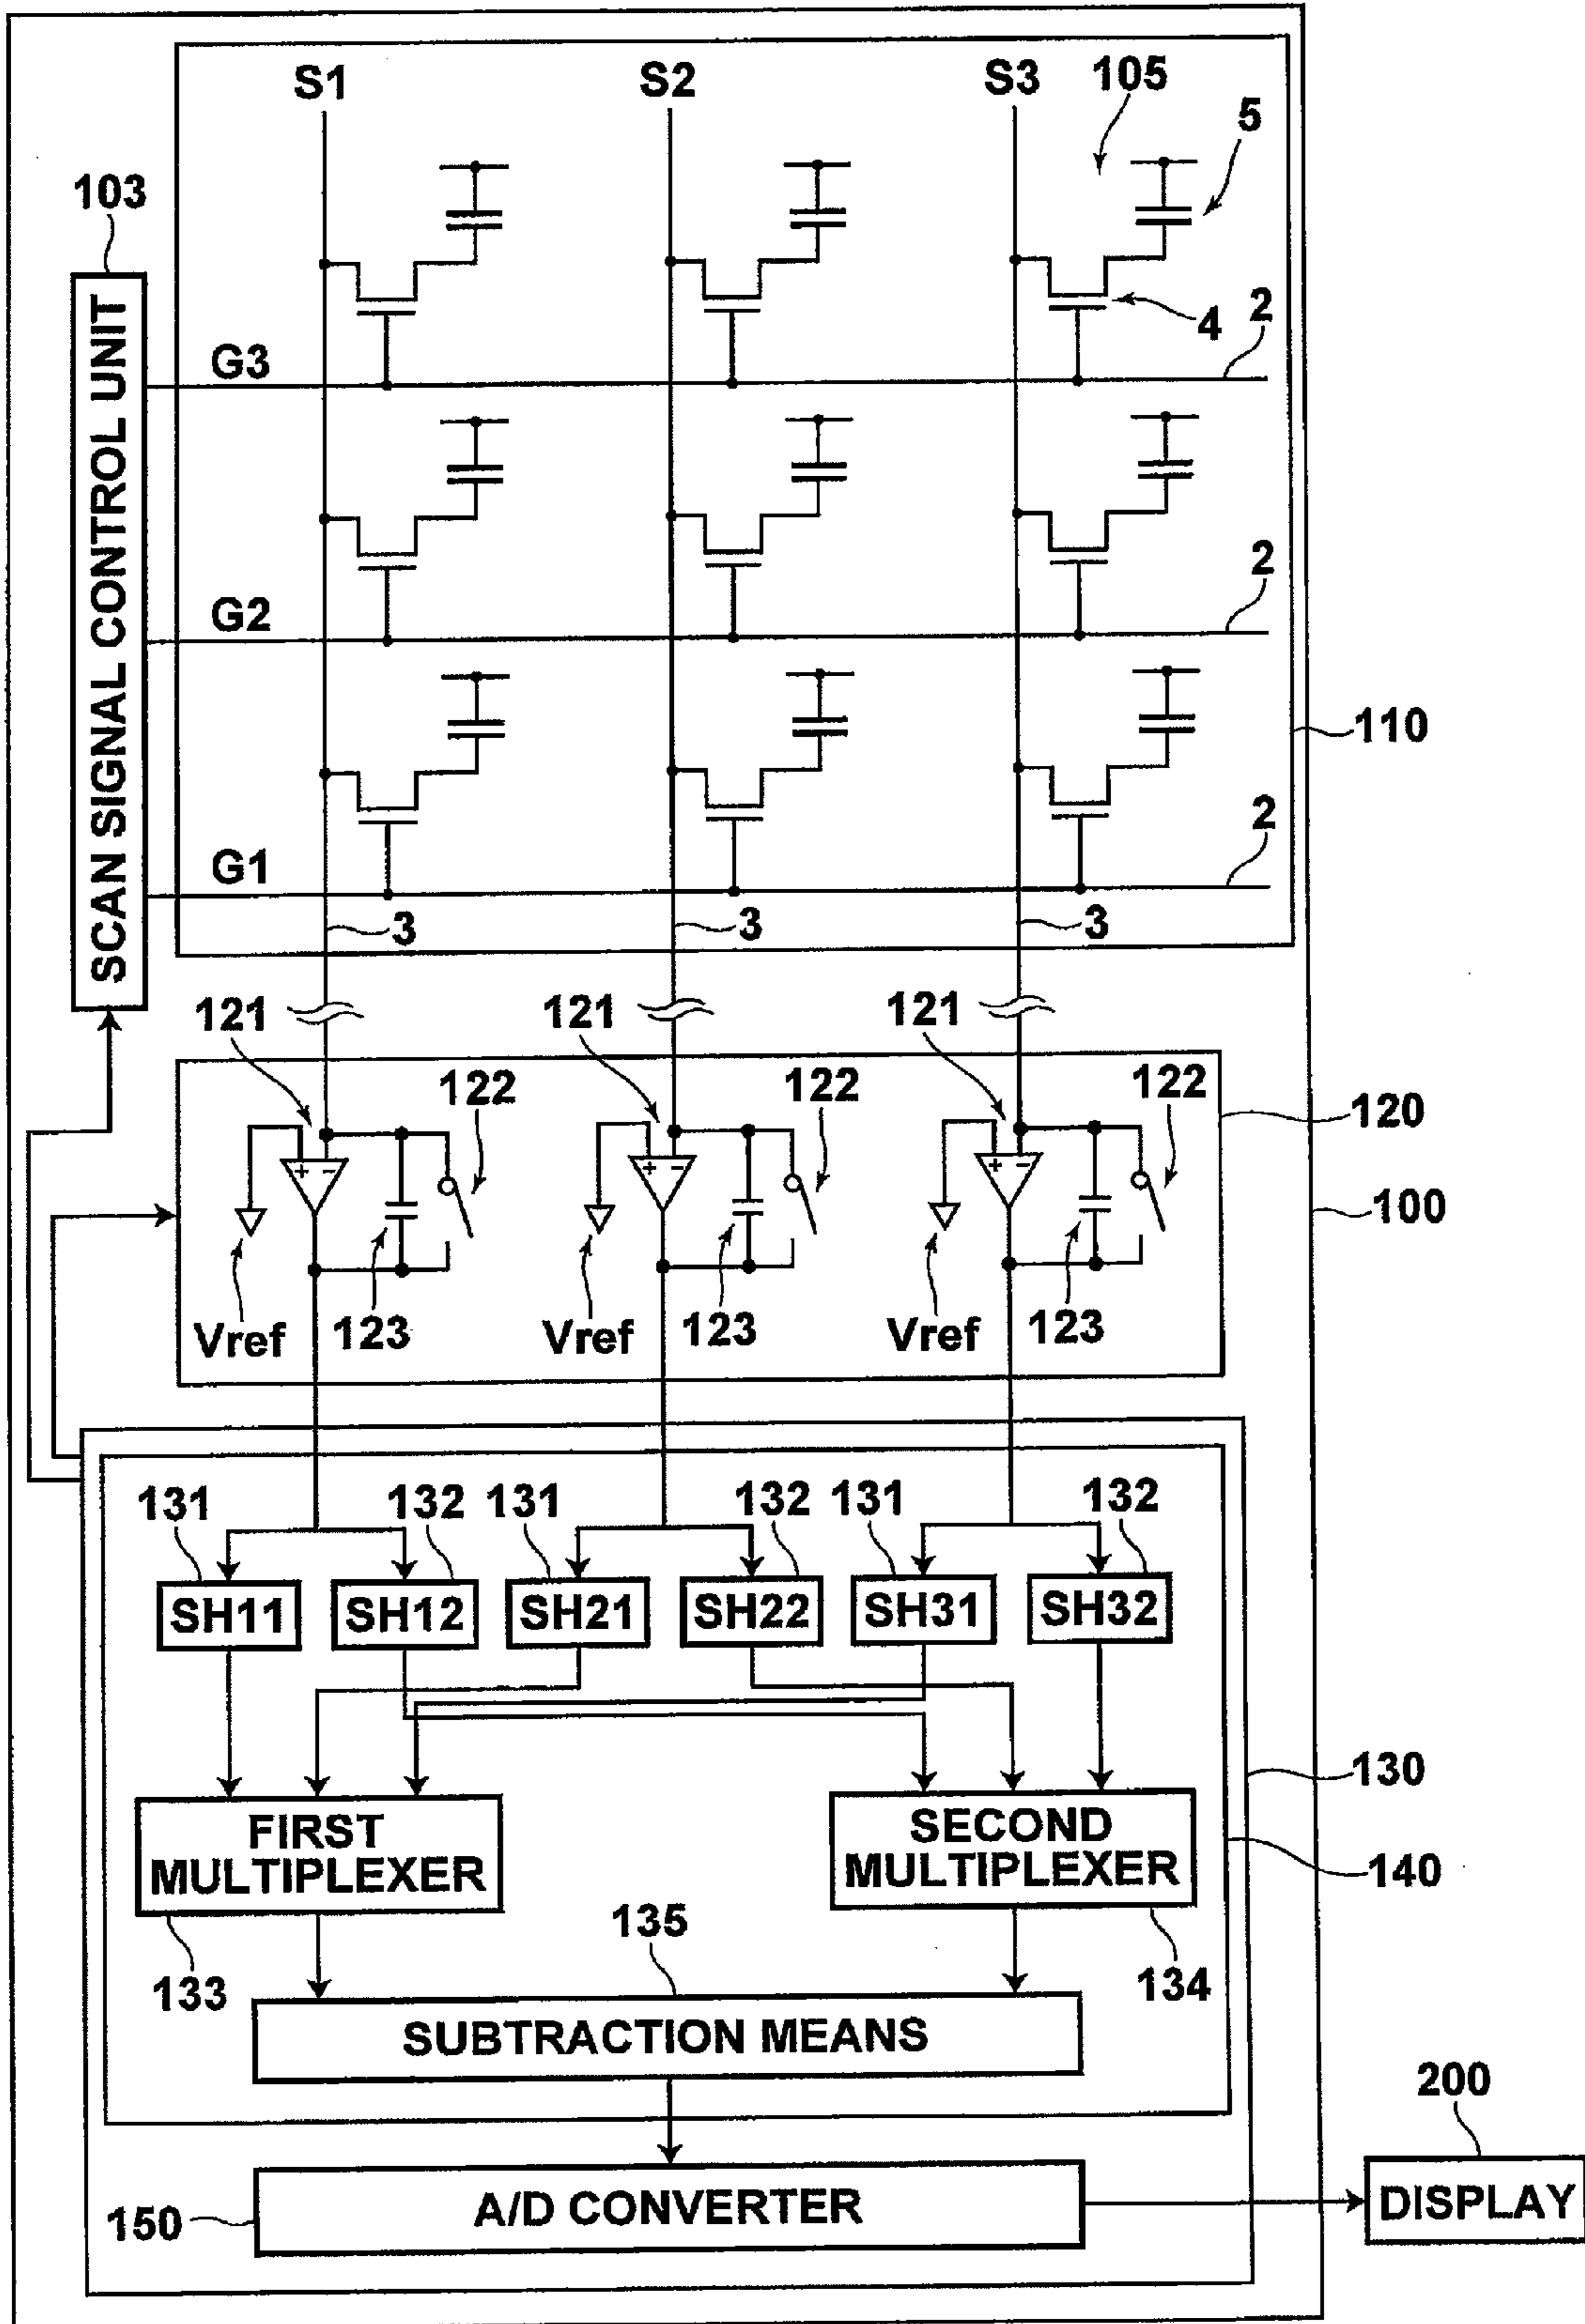 S1
S2
S3
105
5
103
SCAN SIGNAL CONTROL UNIT
4
2
G3
2
G2
110
2
G1
3
3
3
121
121
121
122
122
122
120
+ −
+ −
+ −
100
Vref
123
Vref
123
Vref
123
131
132
131
132
131
132
SH11
SH12
SH21
SH22
SH31
SH32
130
FIRST
MULTIPLEXER
SECOND
MULTIPLEXER
140
135
133
134
SUBTRACTION MEANS
200
150
A/D CONVERTER
DISPLAY